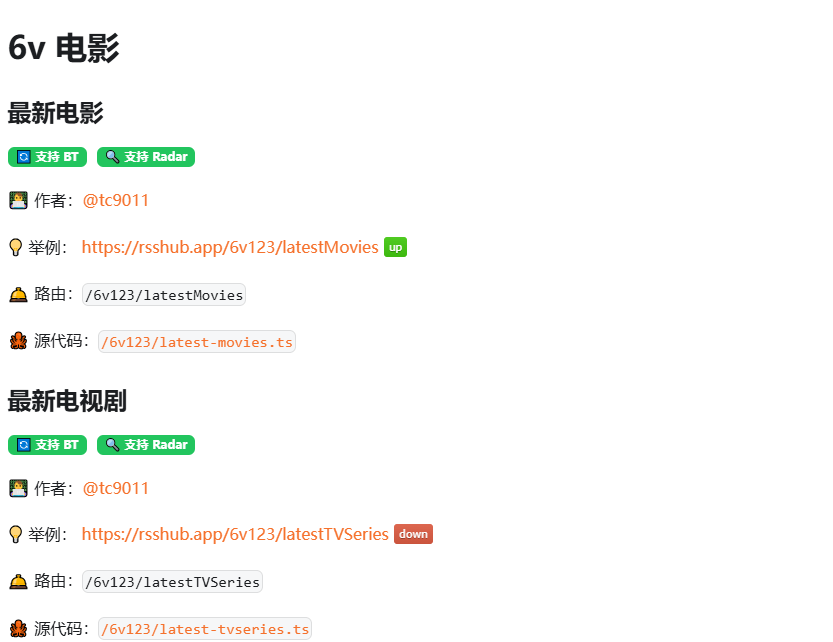 6v 电影
最新电影
支持 BT 支持 Radar
作者：@tc9011
举例：https://rsshub.app/6v123/latestMovies up
路由：/6v123/latestMovies
源代码：/6v123/latest-movies.ts
最新电视剧
支持 BT 支持 Radar
作者：@tc9011
举例：https://rsshub.app/6v123/latestTVSeries down
路由：/6v123/latestTVSeries
源代码：/6v123/latest-tvseries.ts